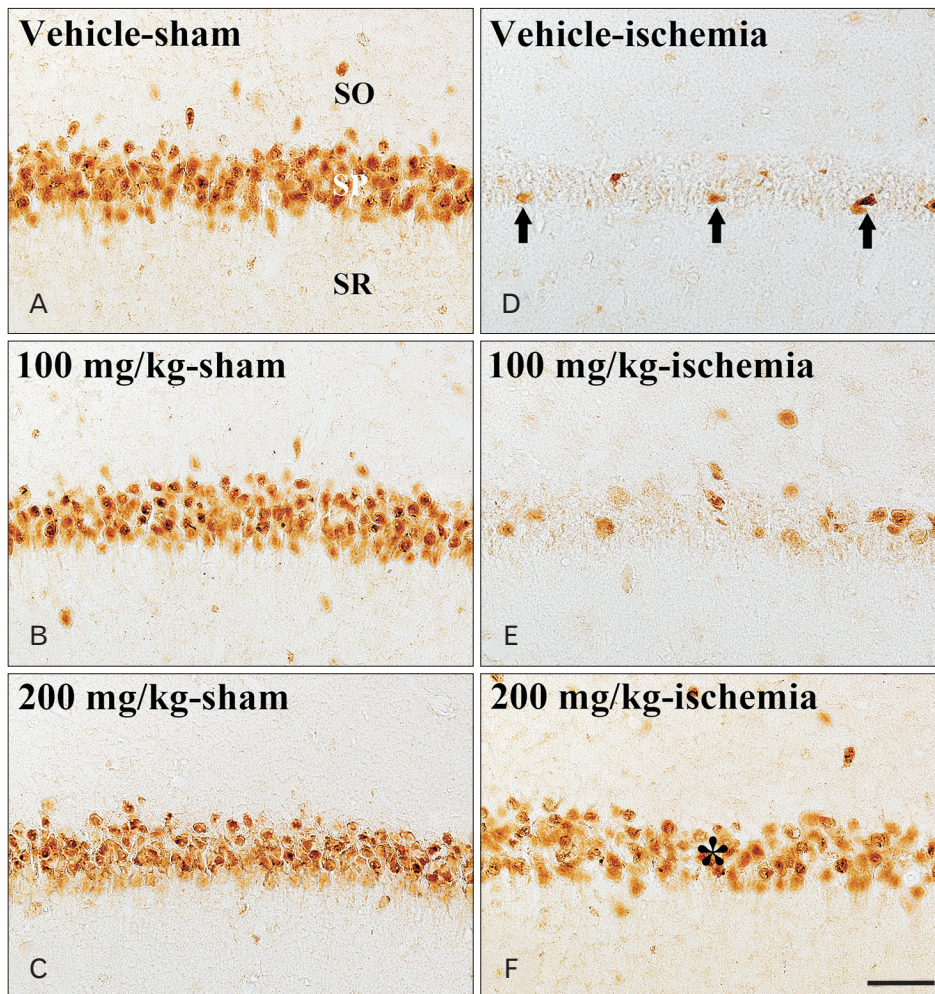 Vehicle-sham
SO
SP
SR
A
Vehicle-ischemia
D
100 mg/kg-sham
B
100 mg/kg-ischemia
E
200 mg/kg-sham
C
200 mg/kg-ischemia
*
F